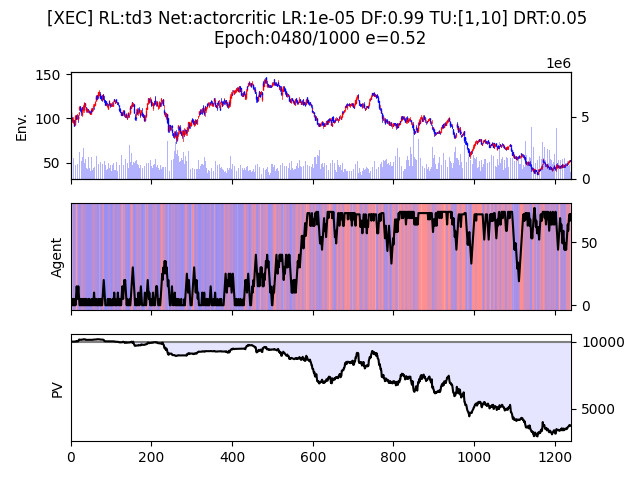 [XEC] RL:td3 Net:actorcritic LR:1e-05 DF:0.99 TU:[1,10] DRT:0.05
Epoch:0480/1000 e=0.52
1e6
150
100
50
Env.
5
0
Agent
50
0
PV
10000
5000
0 200 400 600 800 1000 1200